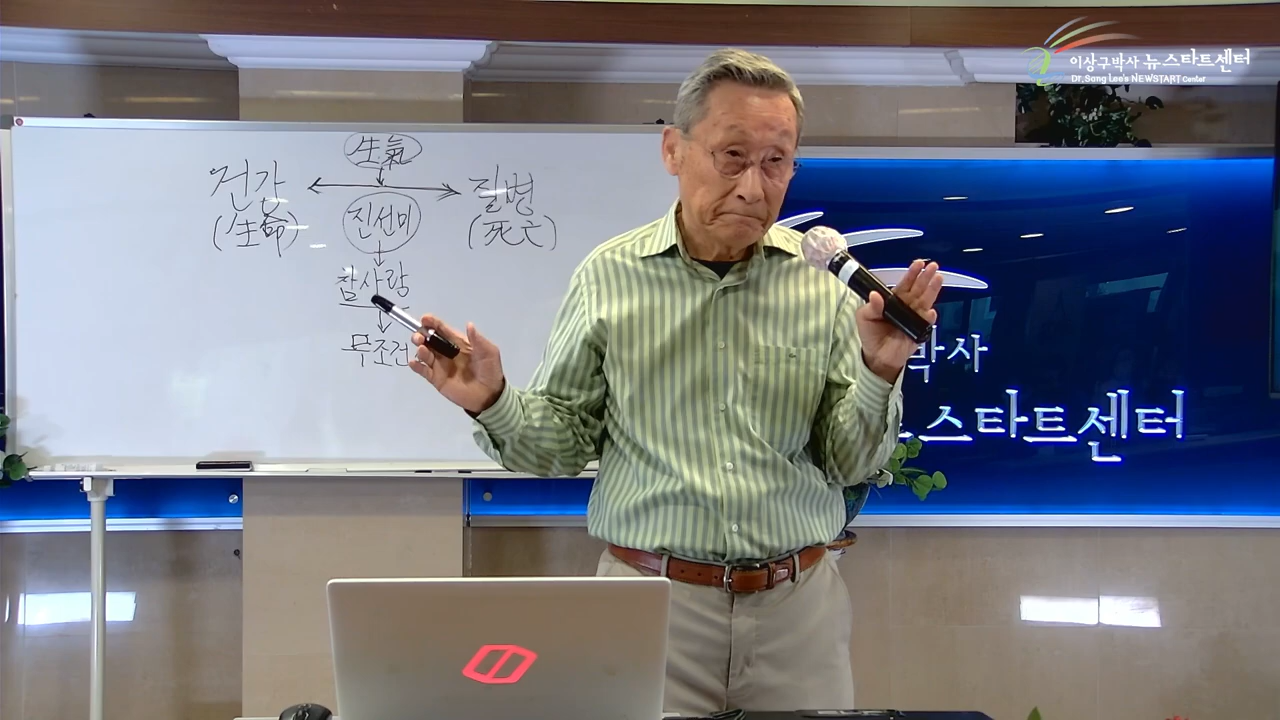 이상구박사 뉴스타트센터
Dr. Sang Lee's NEWSTART Center
生氣
건강 질병
(生命) 진선미 (死亡)
참사랑
무조건
박사
스타트센터